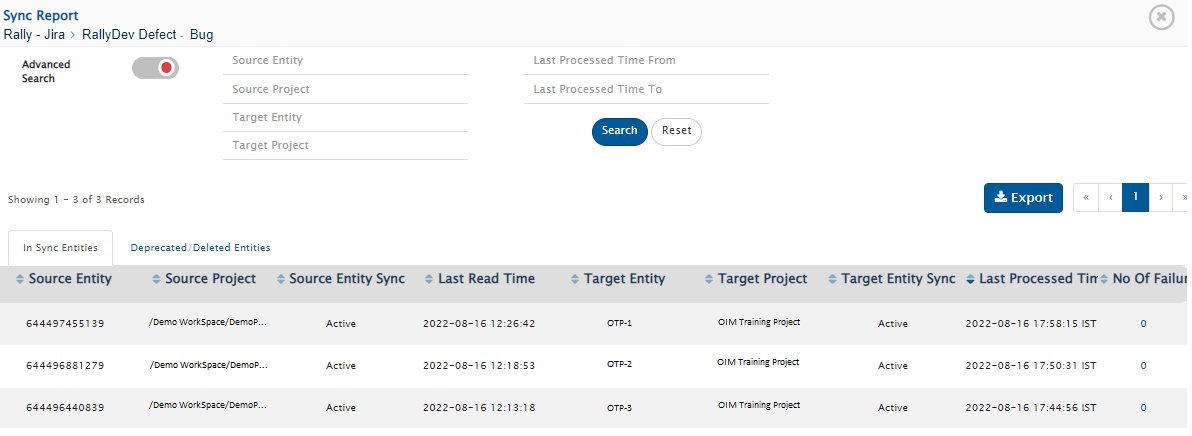 Sync Report
Rally - Jira > RallyDev Defect - Bug
Advanced Search
Source Entity
Last Processed Time From
Source Project
Last Processed Time To
Target Entity
Target Project
Search
Reset
Showing 1 - 3 of 3 Records
Export
« ‹ 1 › »
In Sync Entities
Deprecated/Deleted Entities
Source Entity Source Project Source Entity Sync Last Read Time Target Entity Target Project Target Entity Sync Last Processed Tim No Of Failur
644497455139 /Demo WorkSpace/DemoP... Active 2022-08-16 12:26:42 OTP-1 OIM Training Project Active 2022-08-16 17:58:15 IST 0
644496881279 /Demo WorkSpace/DemoP... Active 2022-08-16 12:18:53 OTP-2 OIM Training Project Active 2022-08-16 17:50:31 IST 0
644496440839 /Demo WorkSpace/DemoP... Active 2022-08-16 12:13:18 OTP-3 OIM Training Project Active 2022-08-16 17:44:56 IST 0